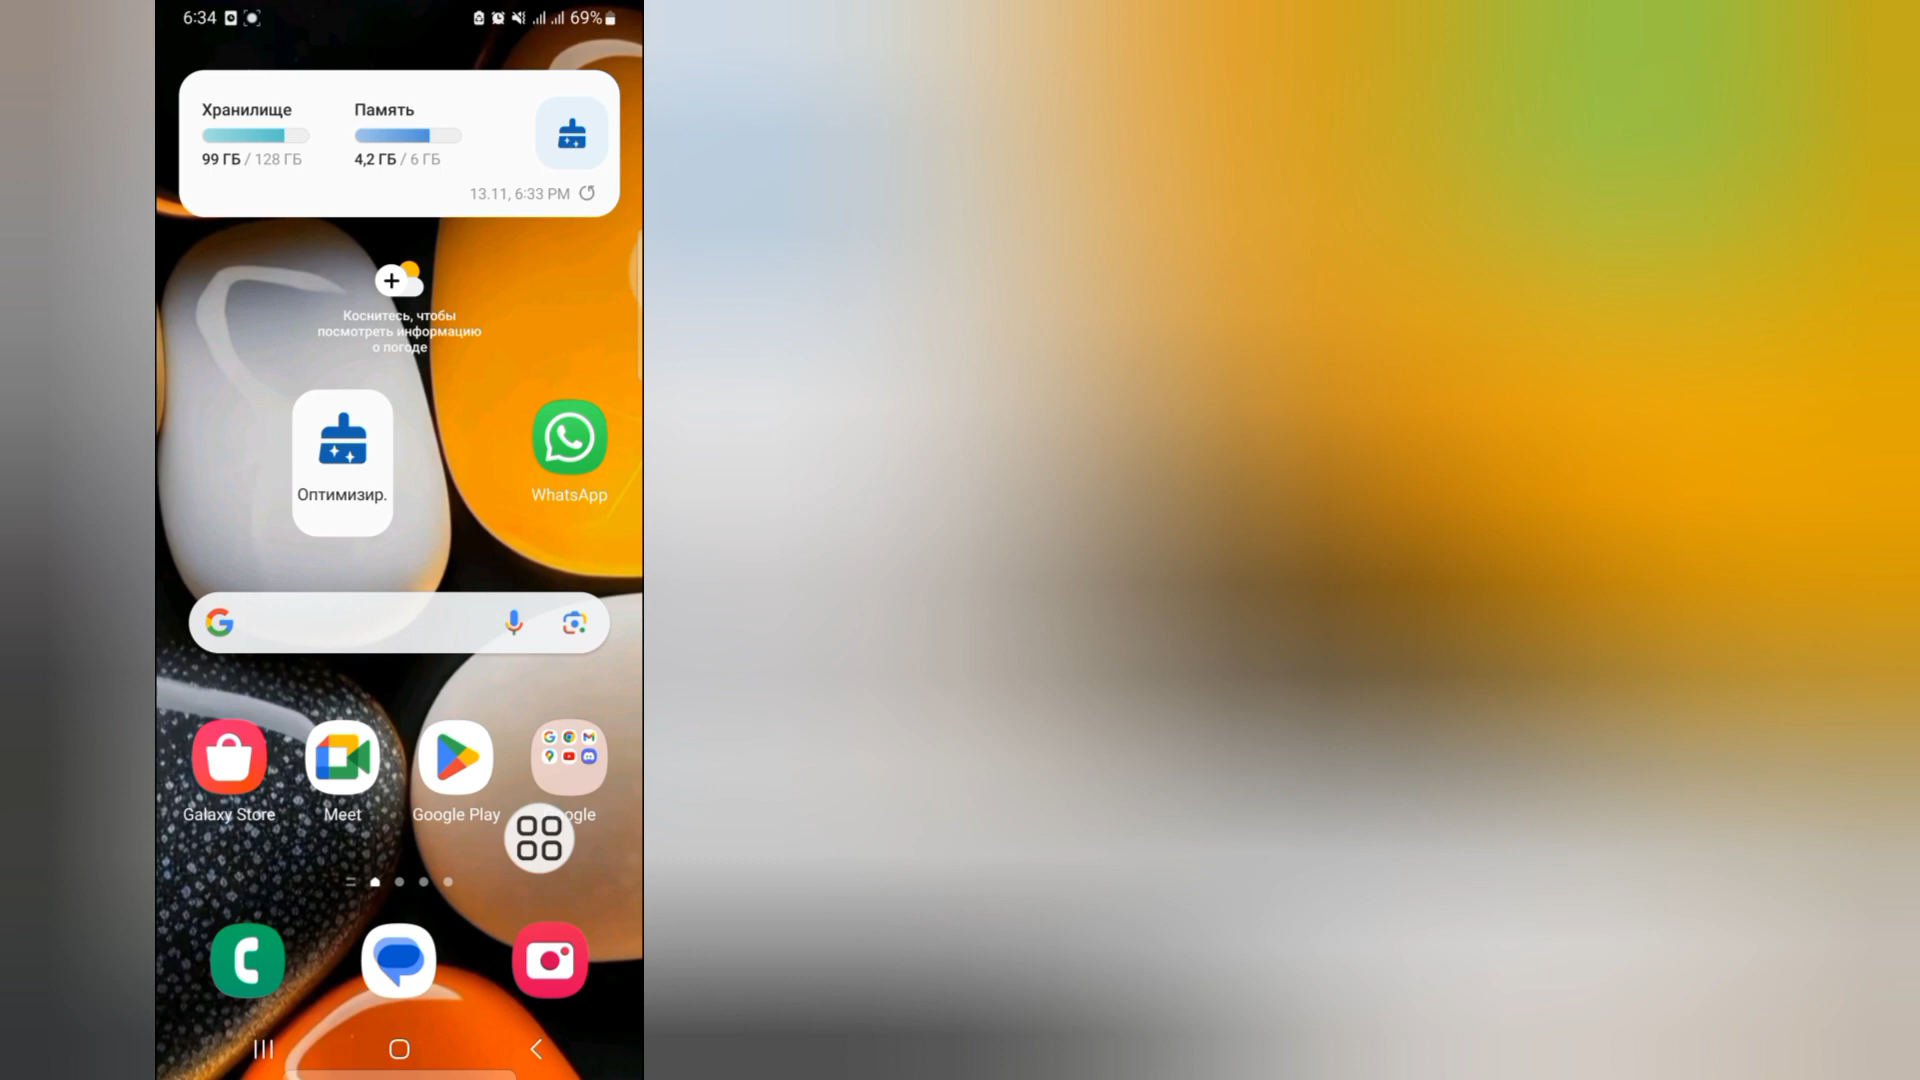 6:34
69%
Хранилище
Память
99 ГБ / 128 ГБ
4,2 ГБ / 6 ГБ
13.11, 6:33 PM
Коснитесь, чтобы
посмотреть информацию
о погоде
Оптимизир.
WhatsApp
Galaxy Store
Meet
Google Play
ogle